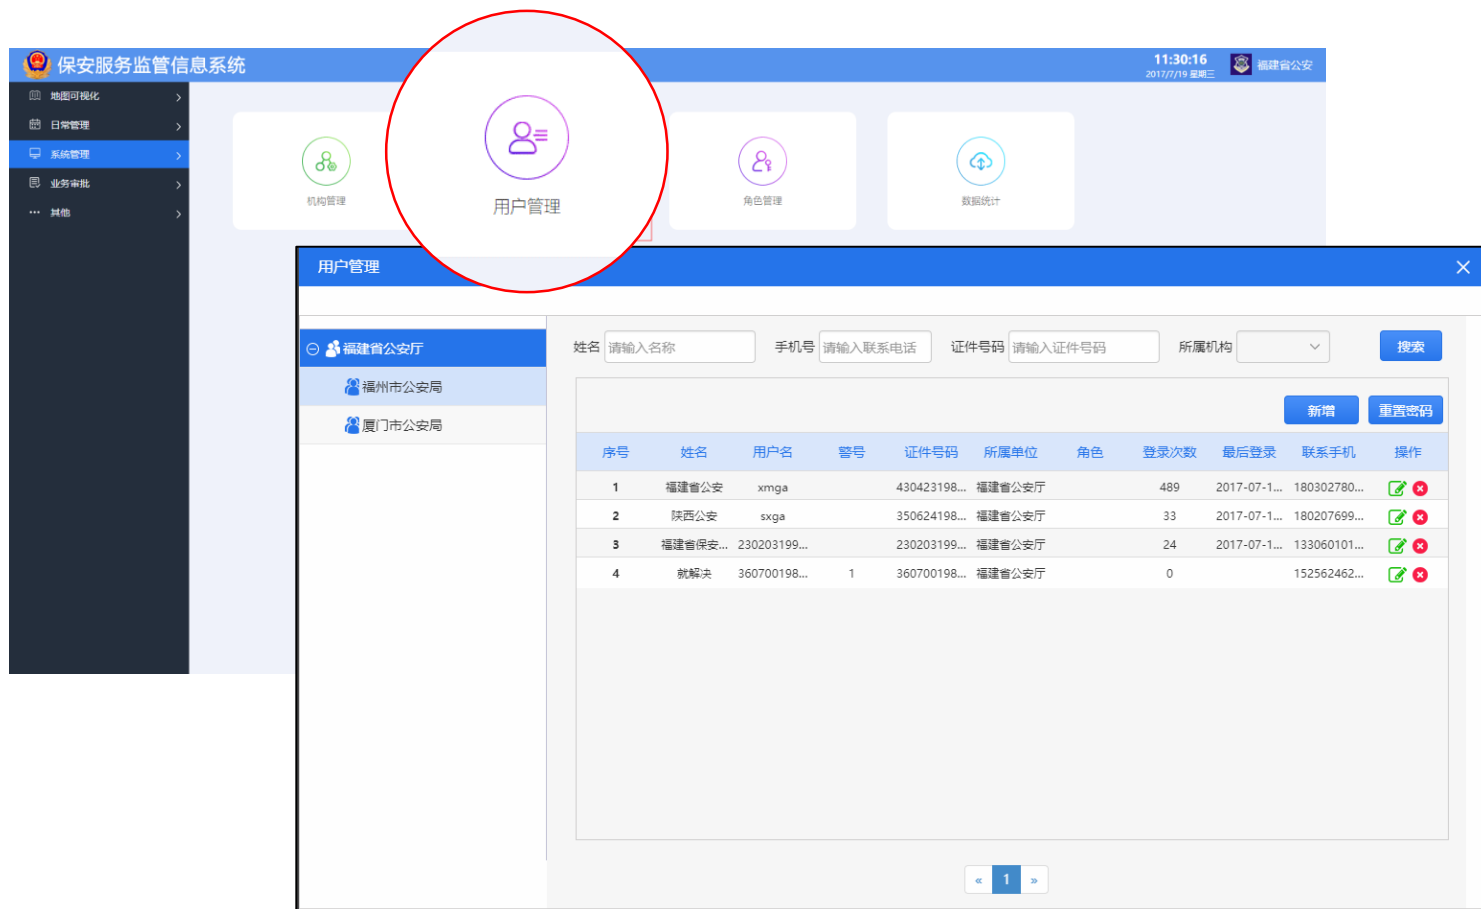 保安服务监管信息系统
11:30:16
2017/7/19 星期三
福建省公安
地图可视化
日常管理
系统管理
业务审批
其他
机构管理
用户管理
角色管理
数据统计
用户管理
福建省公安厅
福州市公安局
厦门市公安局
姓名 请输入名称 手机号 请输入联系电话 证件号码 请输入证件号码 所属机构 搜索
新增 重置密码
序号 姓名 用户名 警号 证件号码 所属单位 角色 登录次数 最后登录 联系手机 操作
1 福建省公安 xmga 430423198... 福建省公安厅 489 2017-07-1... 180302780...
2 陕西公安 sxga 350624198... 福建省公安厅 33 2017-07-1... 180207699...
3 福建省保安... 230203199... 230203199... 福建省公安厅 24 2017-07-1... 133060101...
4 就解决 360700198... 1 360700198... 福建省公安厅 0 152562462...
« 1 »